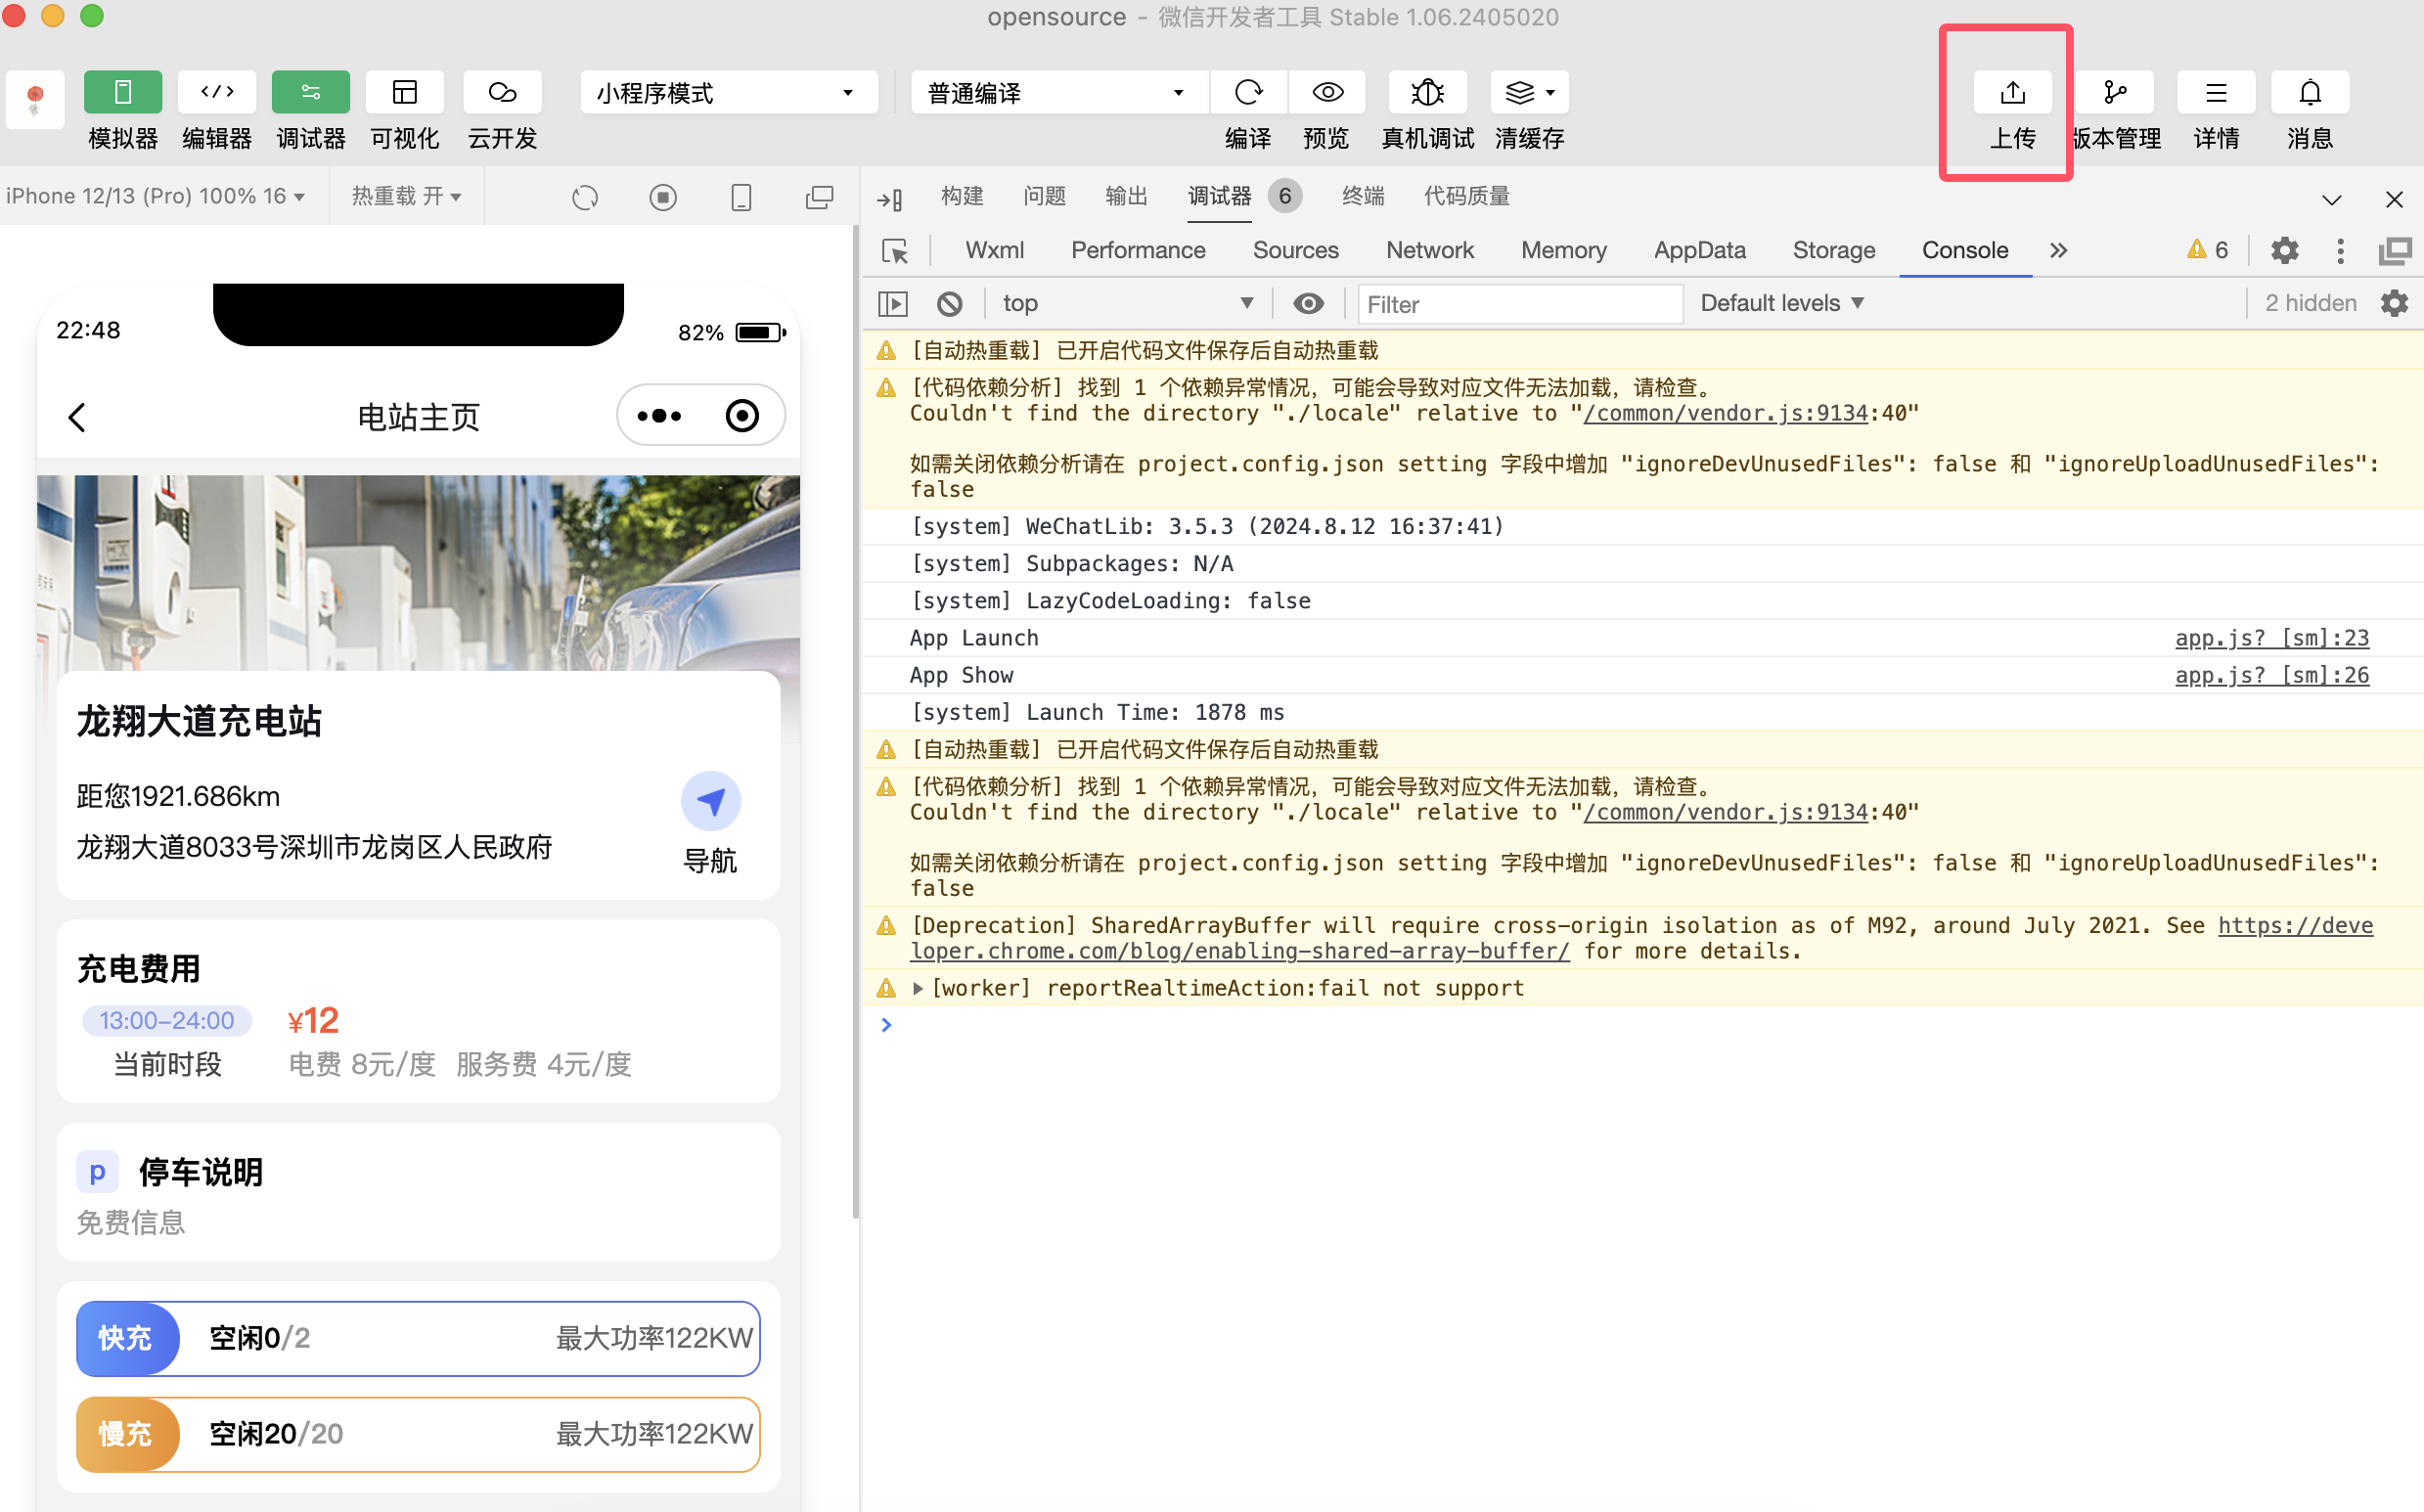 opensource - 微信开发者工具 Stable 1.06.2405020
模拟器 编辑器 调试器 可视化 云开发
小程序模式
普通编译
编译 预览 真机调试 清缓存
上传 版本管理 详情 消息
iPhone 12/13 (Pro) 100% 16
热重载 开
22:48
82%
电站主页
龙翔大道充电站
距您1921.686km
龙翔大道8033号深圳市龙岗区人民政府
导航
充电费用
13:00-24:00 ¥12
当前时段 电费 8元/度 服务费 4元/度
p 停车说明
免费信息
快充 空闲0/2 最大功率122KW
慢充 空闲20/20 最大功率122KW
构建 问题 输出 调试器 6 终端 代码质量
Wxml Performance Sources Network Memory AppData Storage Console 6
top Filter Default levels 2 hidden
[自动热重载] 已开启代码文件保存后自动热重载
[代码依赖分析] 找到 1 个依赖异常情况，可能会导致对应文件无法加载，请检查。
Couldn't find the directory "./locale" relative to "/common/vendor.js:9134:40"
如需关闭依赖分析请在 project.config.json setting 字段中增加 "ignoreDevUnusedFiles": false 和 "ignoreUploadUnusedFiles":
false
[system] WeChatLib: 3.5.3 (2024.8.12 16:37:41)
[system] Subpackages: N/A
[system] LazyCodeLoading: false
App Launch app.js? [sm]:23
App Show app.js? [sm]:26
[system] Launch Time: 1878 ms
[自动热重载] 已开启代码文件保存后自动热重载
[代码依赖分析] 找到 1 个依赖异常情况，可能会导致对应文件无法加载，请检查。
Couldn't find the directory "./locale" relative to "/common/vendor.js:9134:40"
如需关闭依赖分析请在 project.config.json setting 字段中增加 "ignoreDevUnusedFiles": false 和 "ignoreUploadUnusedFiles":
false
[Deprecation] SharedArrayBuffer will require cross-origin isolation as of M92, around July 2021. See https://deve
loper.chrome.com/blog/enabling-shared-array-buffer/ for more details.
[worker] reportRealtimeAction:fail not support